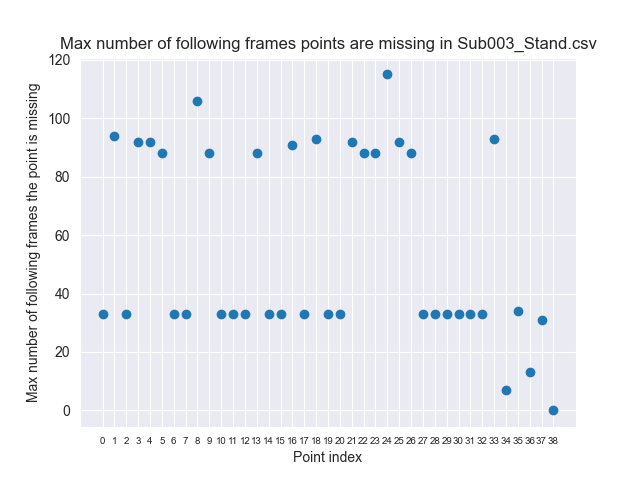 Max number of following frames points are missing in Sub003_Stand.csv
Max number of following frames the point is missing
120
100
80
60
40
20
0
0 1 2 3 4 5 6 7 8 9 10 11 12 13 14 15 16 17 18 19 20 21 22 23 24 25 26 27 28 29 30 31 32 33 34 35 36 37 38
Point index